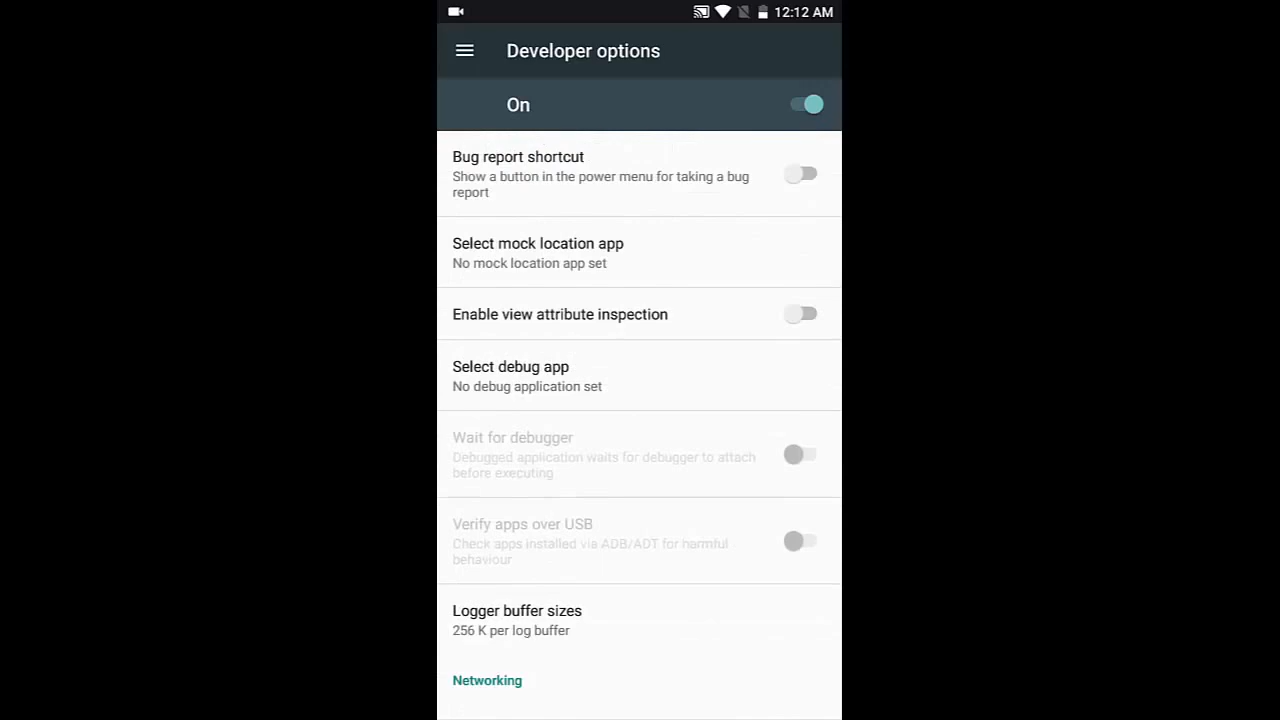 12:12 AM
Developer options
On
Bug report shortcut
Show a button in the power menu for taking a bug
report
Select mock location app
No mock location app set
Enable view attribute inspection
Select debug app
No debug application set
Wait for debugger
Debugged application waits for debugger to attach
before executing
Verify apps over USB
Check apps installed via ADB/ADT for harmful
behaviour
Logger buffer sizes
256 K per log buffer
Networking